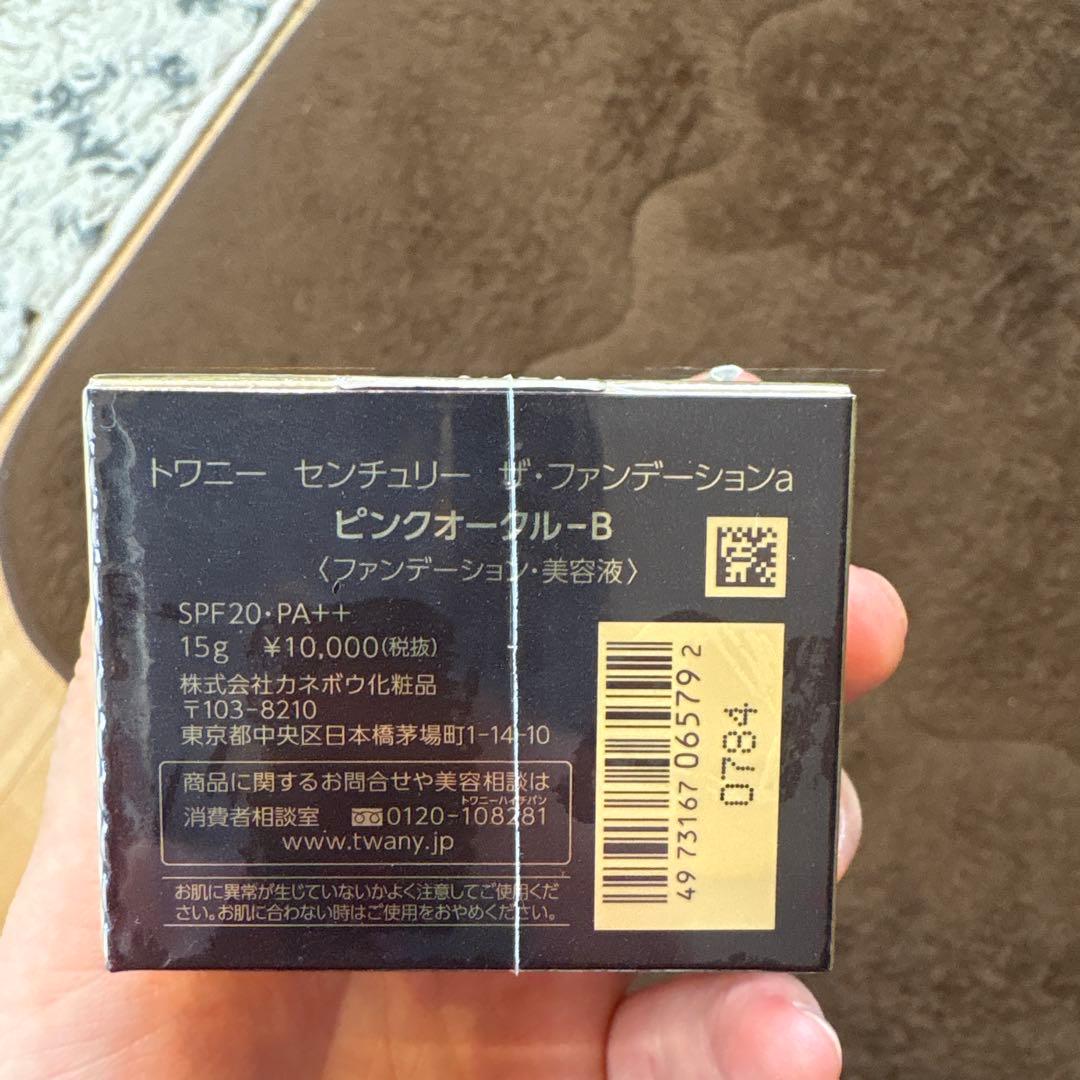 トワニー センチュリー ザ・ファンデーションa
ピンクオークル-B
〈ファンデーション・美容液〉
SPF20・PA++
15g ¥10,000(税抜)
株式会社カネボウ化粧品
〒103-8210
東京都中央区日本橋茅場町1-14-10
商品に関するお問合せや美容相談は
トワニーハイチバン
消費者相談室 0120-108281
www.twany.jp
お肌に異常が生じていないかよく注意してご使用くだ
さい。お肌に合わない時はご使用をおやめください。
4973167065792
0784